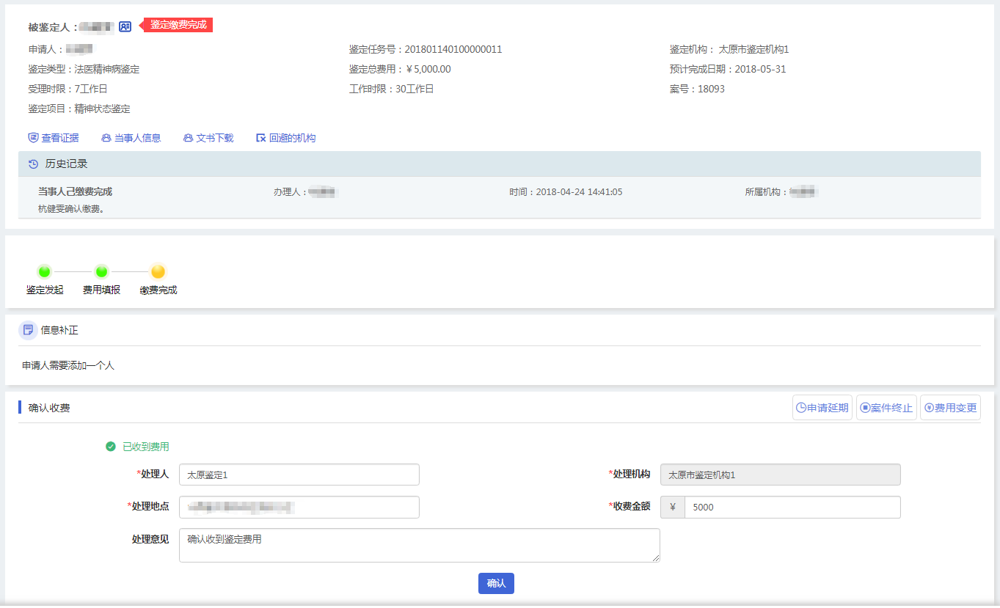 被鉴定人： 鉴定缴费完成
申请人： 鉴定任务号：201801140100000011 鉴定机构： 太原市鉴定机构1
鉴定类型：法医精神病鉴定 鉴定总费用：￥5,000.00 预计完成日期：2018-05-31
受理时限：7工作日 工作时限：30工作日 案号：18093
鉴定项目：精神状态鉴定
查看证据 当事人信息 文书下载 回避的机构
历史记录
当事人已缴费完成 办理人： 时间：2018-04-24 14:41:05 所属机构：
杭健雯确认缴费。
鉴定发起 费用填报 缴费完成
信息补正
申请人需要添加一个人
确认收费 申请延期 案件终止 费用变更
已收到费用
*处理人 太原鉴定1 *处理机构 太原市鉴定机构1
*处理地点 *收费金额 ￥ 5000
处理意见 确认收到鉴定费用
确认